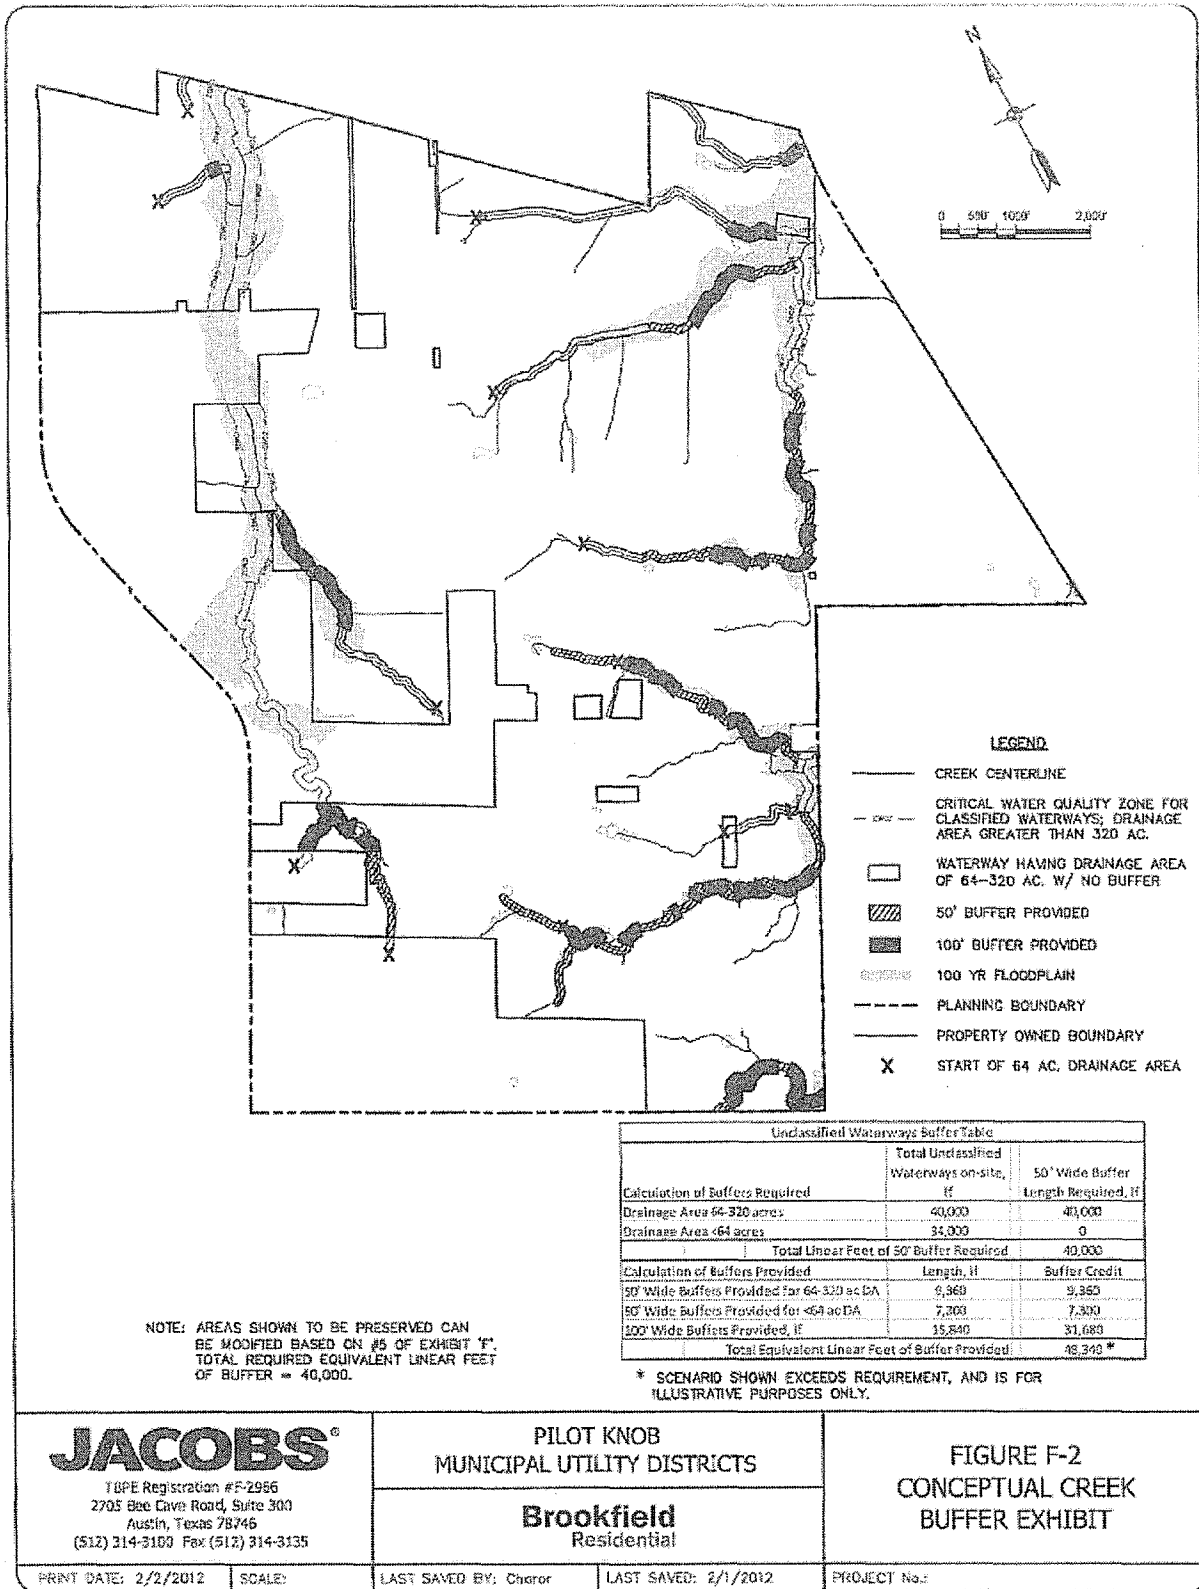 N
0 500' 1000' 2,000'
X
X
X
X
X
X
X
X
X
X
X
LEGEND
CREEK CENTERLINE
CRITICAL WATER QUALITY ZONE FOR
CLASSIFIED WATERWAYS; DRAINAGE
AREA GREATER THAN 320 AC.
WATERWAY HAVING DRAINAGE AREA
OF 64-320 AC. W/ NO BUFFER
50' BUFFER PROVIDED
100' BUFFER PROVIDED
100 YR FLOODPLAIN
PLANNING BOUNDARY
PROPERTY OWNED BOUNDARY
X START OF 64 AC. DRAINAGE AREA
Unclassified Waterways Buffer Table
Calculation of Buffers Required Total Unclassified Waterways on-site, lf 50' Wide Buffer Length Required, lf
Drainage Area 64-320 acres 40,000 40,000
Drainage Area <64 acres 34,000 0
Total Linear Feet of 50' Buffer Required 40,000
Calculation of Buffers Provided Length, lf Buffer Credit
50' Wide Buffers Provided for 64-320 ac DA 9,360 9,360
50' Wide Buffers Provided for <64 ac DA 7,300 7,300
100' Wide Buffers Provided, lf 15,840 31,680
Total Equivalent Linear Feet of Buffer Provided 48,340 *
NOTE: AREAS SHOWN TO BE PRESERVED CAN
BE MODIFIED BASED ON #5 OF EXHIBIT "F".
TOTAL REQUIRED EQUIVALENT LINEAR FEET
OF BUFFER = 40,000.
* SCENARIO SHOWN EXCEEDS REQUIREMENT, AND IS FOR
ILLUSTRATIVE PURPOSES ONLY.
JACOBS®
TBPE Registration #F-2966
2705 Bee Cave Road, Suite 300
Austin, Texas 78746
(512) 314-3100 Fax (512) 314-3135
PILOT KNOB
MUNICIPAL UTILITY DISTRICTS
Brookfield
Residential
FIGURE F-2
CONCEPTUAL CREEK
BUFFER EXHIBIT
PRINT DATE: 2/2/2012 SCALE: LAST SAVED BY: Charor LAST SAVED: 2/1/2012 PROJECT No.: